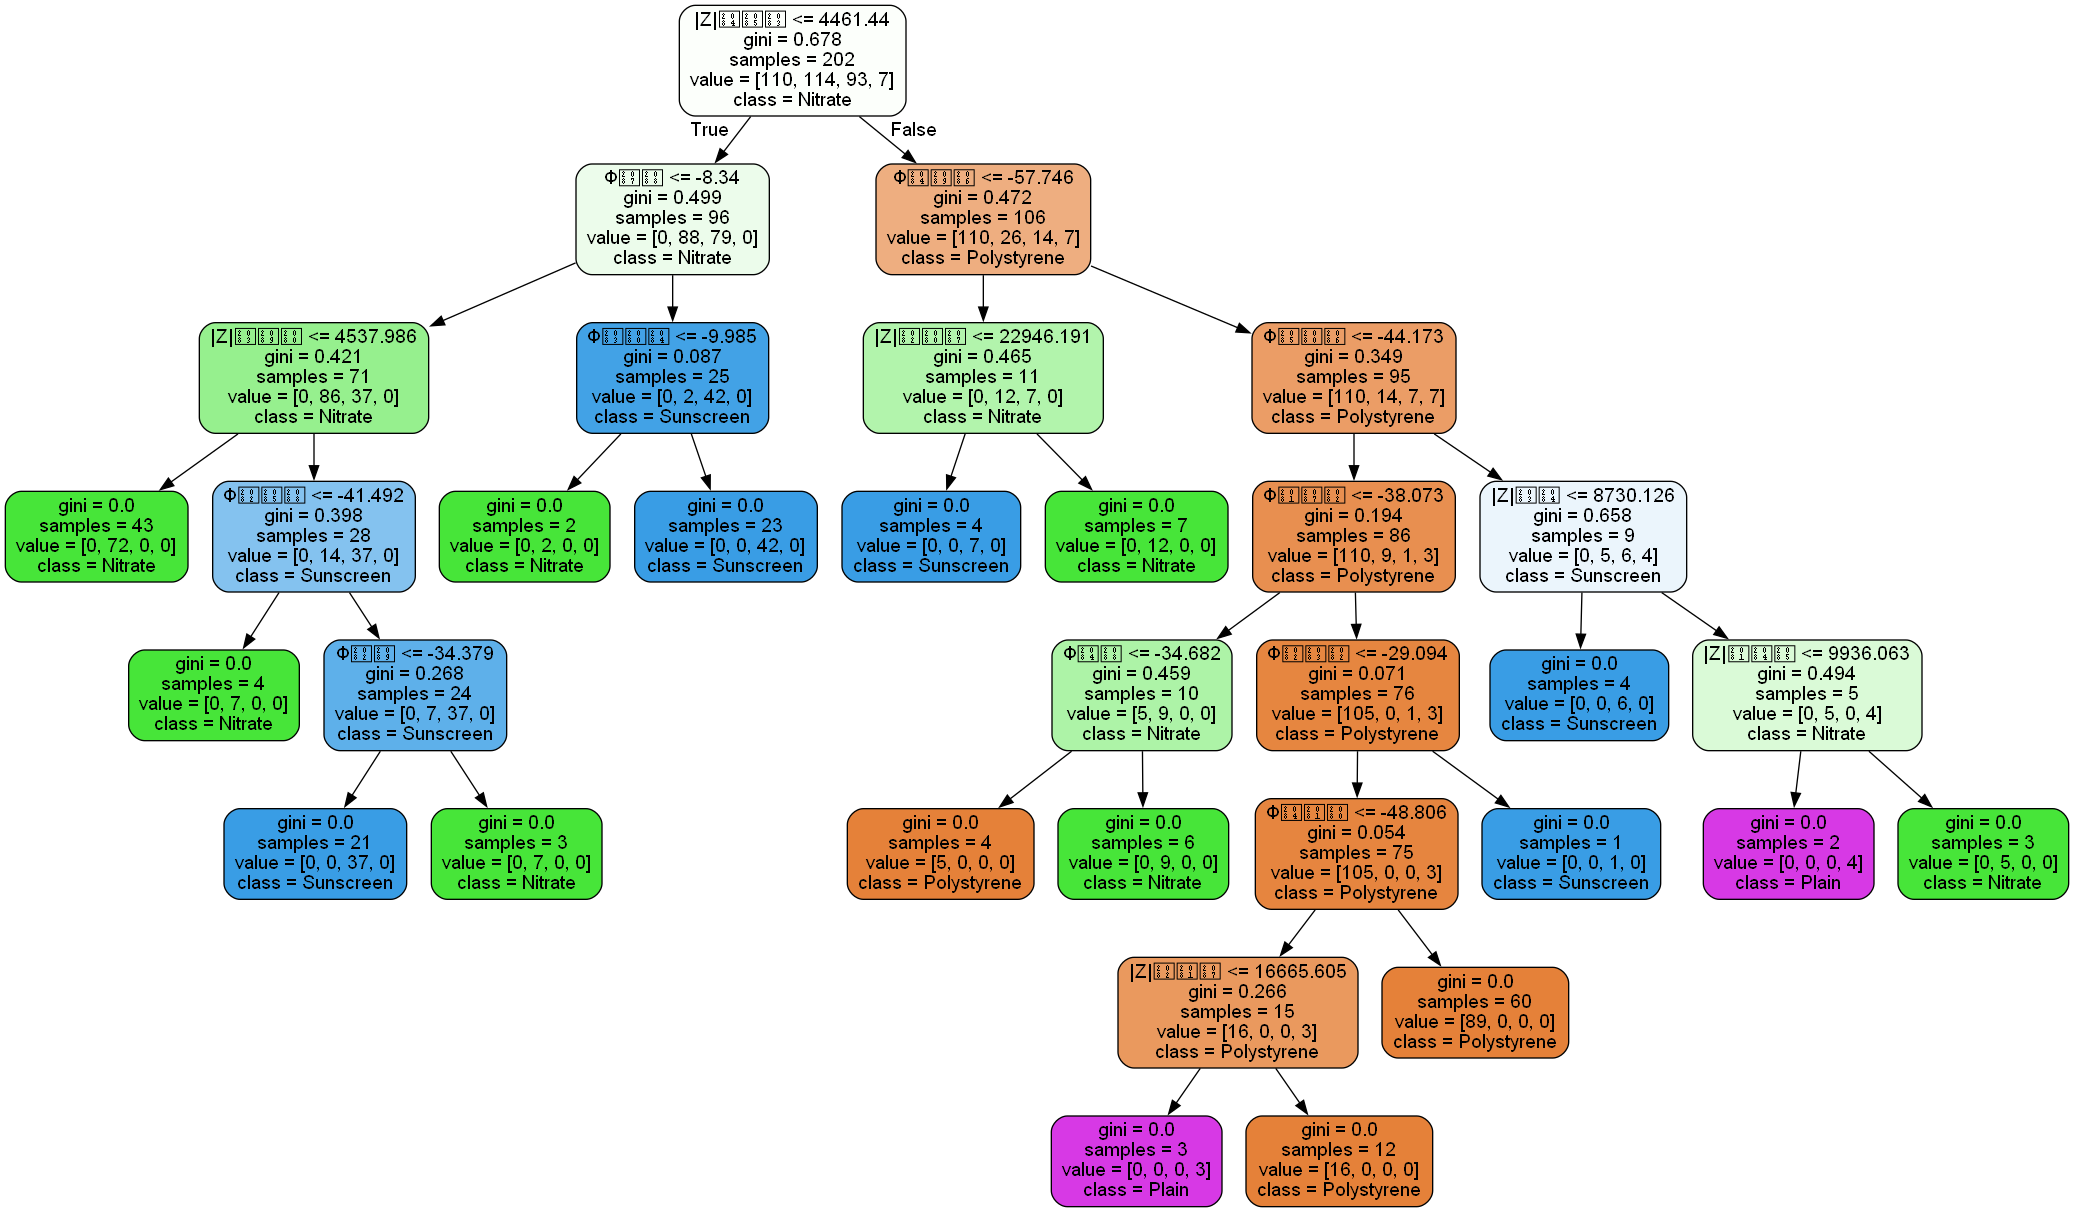 |Z| <= 4461.44
gini = 0.678
samples = 202
value = [110, 114, 93, 7]
class = Nitrate
True
False
Φ <= -8.34
gini = 0.499
samples = 96
value = [0, 88, 79, 0]
class = Nitrate
Φ <= -57.746
gini = 0.472
samples = 106
value = [110, 26, 14, 7]
class = Polystyrene
|Z| <= 4537.986
gini = 0.421
samples = 71
value = [0, 86, 37, 0]
class = Nitrate
Φ <= -9.985
gini = 0.087
samples = 25
value = [0, 2, 42, 0]
class = Sunscreen
|Z| <= 22946.191
gini = 0.465
samples = 11
value = [0, 12, 7, 0]
class = Nitrate
Φ <= -44.173
gini = 0.349
samples = 95
value = [110, 14, 7, 7]
class = Polystyrene
gini = 0.0
samples = 43
value = [0, 72, 0, 0]
class = Nitrate
Φ <= -41.492
gini = 0.398
samples = 28
value = [0, 14, 37, 0]
class = Sunscreen
gini = 0.0
samples = 2
value = [0, 2, 0, 0]
class = Nitrate
gini = 0.0
samples = 23
value = [0, 0, 42, 0]
class = Sunscreen
gini = 0.0
samples = 4
value = [0, 0, 7, 0]
class = Sunscreen
gini = 0.0
samples = 7
value = [0, 12, 0, 0]
class = Nitrate
Φ <= -38.073
gini = 0.194
samples = 86
value = [110, 9, 1, 3]
class = Polystyrene
|Z| <= 8730.126
gini = 0.658
samples = 9
value = [0, 5, 6, 4]
class = Sunscreen
gini = 0.0
samples = 4
value = [0, 7, 0, 0]
class = Nitrate
Φ <= -34.379
gini = 0.268
samples = 24
value = [0, 7, 37, 0]
class = Sunscreen
Φ <= -34.682
gini = 0.459
samples = 10
value = [5, 9, 0, 0]
class = Nitrate
Φ <= -29.094
gini = 0.071
samples = 76
value = [105, 0, 1, 3]
class = Polystyrene
gini = 0.0
samples = 4
value = [0, 0, 6, 0]
class = Sunscreen
|Z| <= 9936.063
gini = 0.494
samples = 5
value = [0, 5, 0, 4]
class = Nitrate
gini = 0.0
samples = 21
value = [0, 0, 37, 0]
class = Sunscreen
gini = 0.0
samples = 3
value = [0, 7, 0, 0]
class = Nitrate
gini = 0.0
samples = 4
value = [5, 0, 0, 0]
class = Polystyrene
gini = 0.0
samples = 6
value = [0, 9, 0, 0]
class = Nitrate
Φ <= -48.806
gini = 0.054
samples = 75
value = [105, 0, 0, 3]
class = Polystyrene
gini = 0.0
samples = 1
value = [0, 0, 1, 0]
class = Sunscreen
gini = 0.0
samples = 2
value = [0, 0, 0, 4]
class = Plain
gini = 0.0
samples = 3
value = [0, 5, 0, 0]
class = Nitrate
|Z| <= 16665.605
gini = 0.266
samples = 15
value = [16, 0, 0, 3]
class = Polystyrene
gini = 0.0
samples = 60
value = [89, 0, 0, 0]
class = Polystyrene
gini = 0.0
samples = 3
value = [0, 0, 0, 3]
class = Plain
gini = 0.0
samples = 12
value = [16, 0, 0, 0]
class = Polystyrene